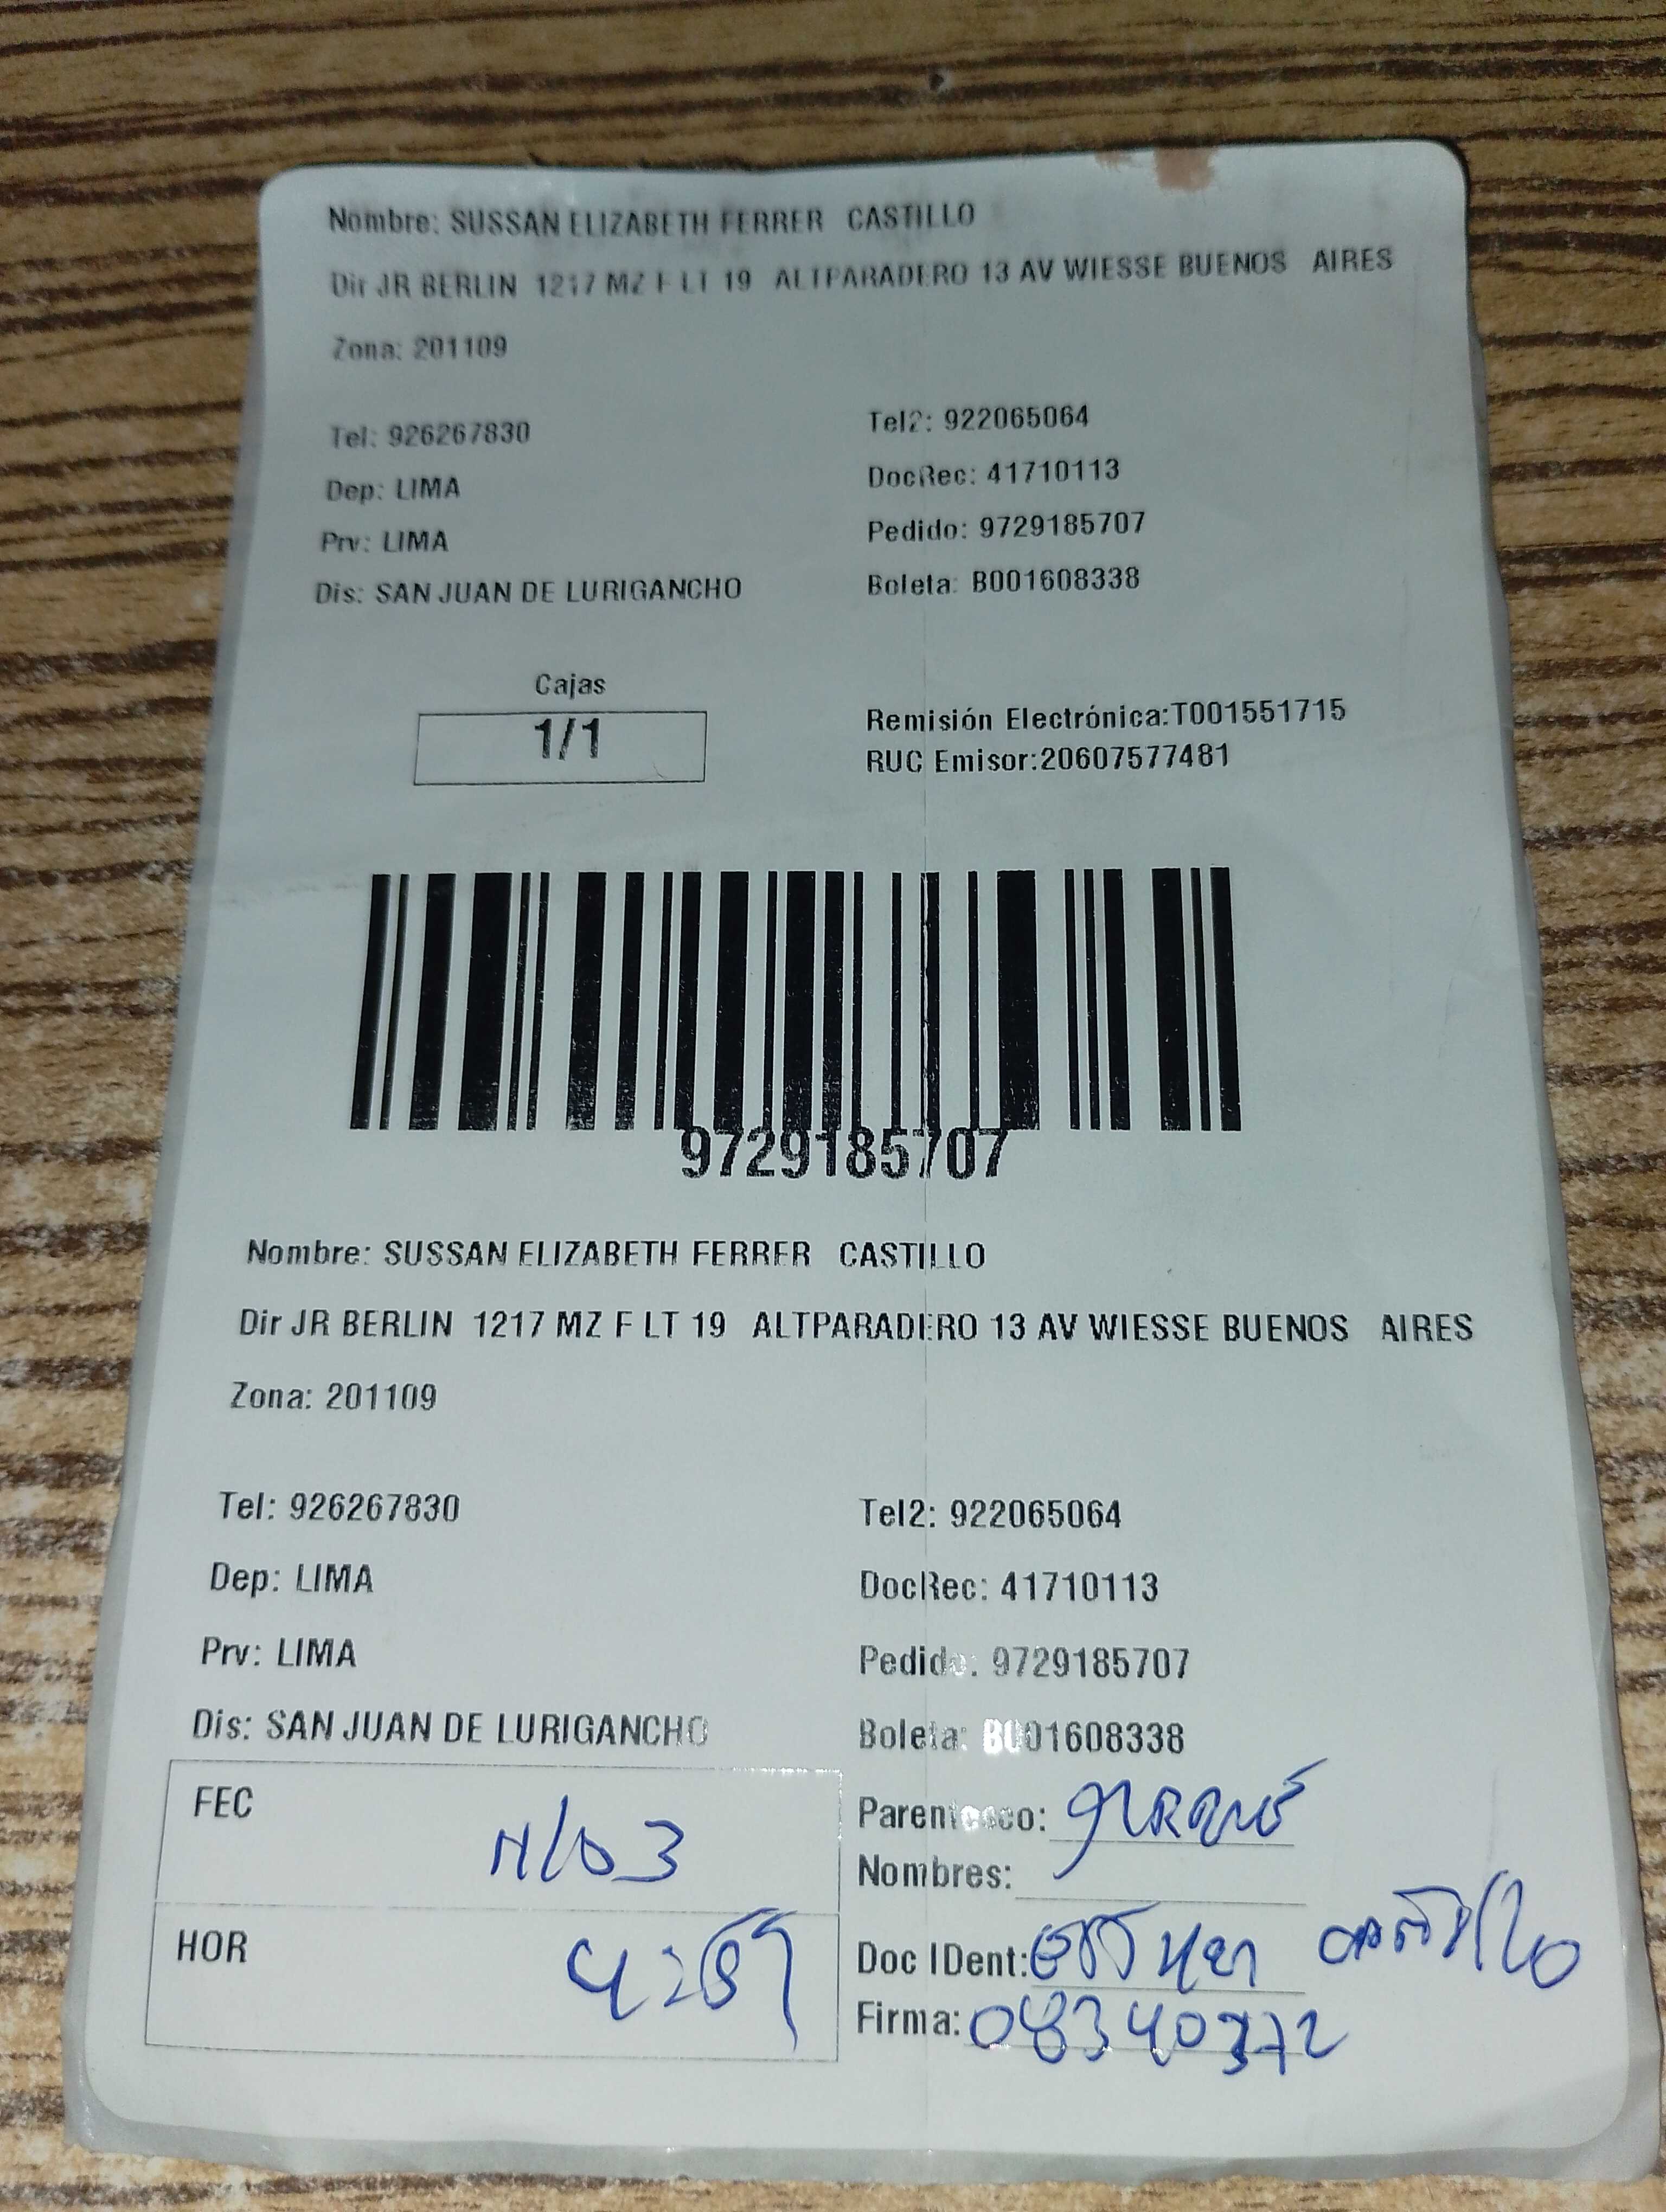 Nombre: SUSSAN ELIZABETH FERRER CASTILLO
Dir JR BERLIN 1217 MZ F LT 19 ALTPARADERO 13 AV WIESSE BUENOS AIRES
Zona: 201109
Tel: 926267830 Tel2: 922065064
Dep: LIMA DocRec: 41710113
Prv: LIMA Pedido: 9729185707
Dis: SAN JUAN DE LURIGANCHO Boleta: B001608338
Cajas
1/1
Remisión Electrónica:T001551715
RUC Emisor:20607577481
9729185707
Nombre: SUSSAN ELIZABETH FERRER CASTILLO
Dir JR BERLIN 1217 MZ F LT 19 ALTPARADERO 13 AV WIESSE BUENOS AIRES
Zona: 201109
Tel: 926267830 Tel2: 922065064
Dep: LIMA DocRec: 41710113
Prv: LIMA Pedido: 9729185707
Dis: SAN JUAN DE LURIGANCHO Boleta: B001608338
FEC
Parentesco:
Nombres:
HOR
Doc IDent: castillo
Firma: 08340372